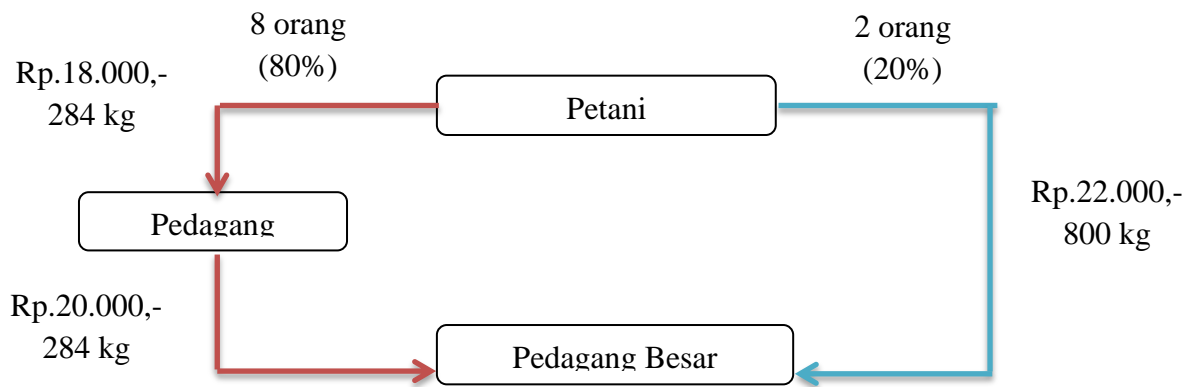 8 orang
(80%)
2 orang
(20%)
Rp.18.000,-
284 kg
Petani
Pedagang
Rp.22.000,-
800 kg
Rp.20.000,-
284 kg
Pedagang Besar